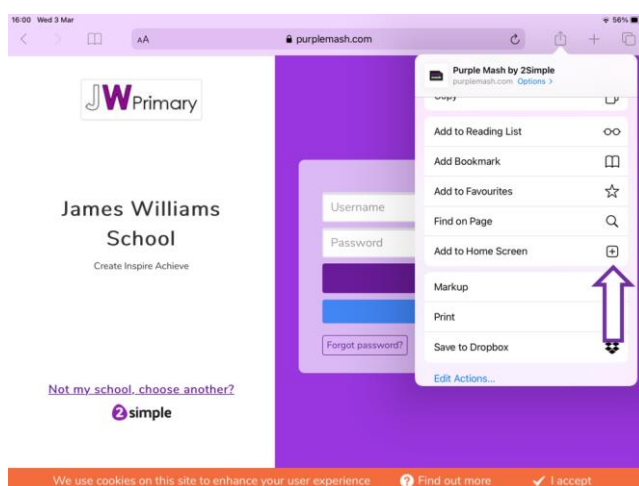 16:00 Wed 3 Mar
56%
AA
purplemash.com
JW Primary
James Williams
School
Create Inspire Achieve
Not my school, choose another?
2simple
Username
Password
Forgot password?
Purple Mash by 2Simple
purplemash.com Options >
Copy
Add to Reading List
Add Bookmark
Add to Favourites
Find on Page
Add to Home Screen
Markup
Print
Save to Dropbox
Edit Actions...
We use cookies on this site to enhance your user experience
? Find out more
I accept